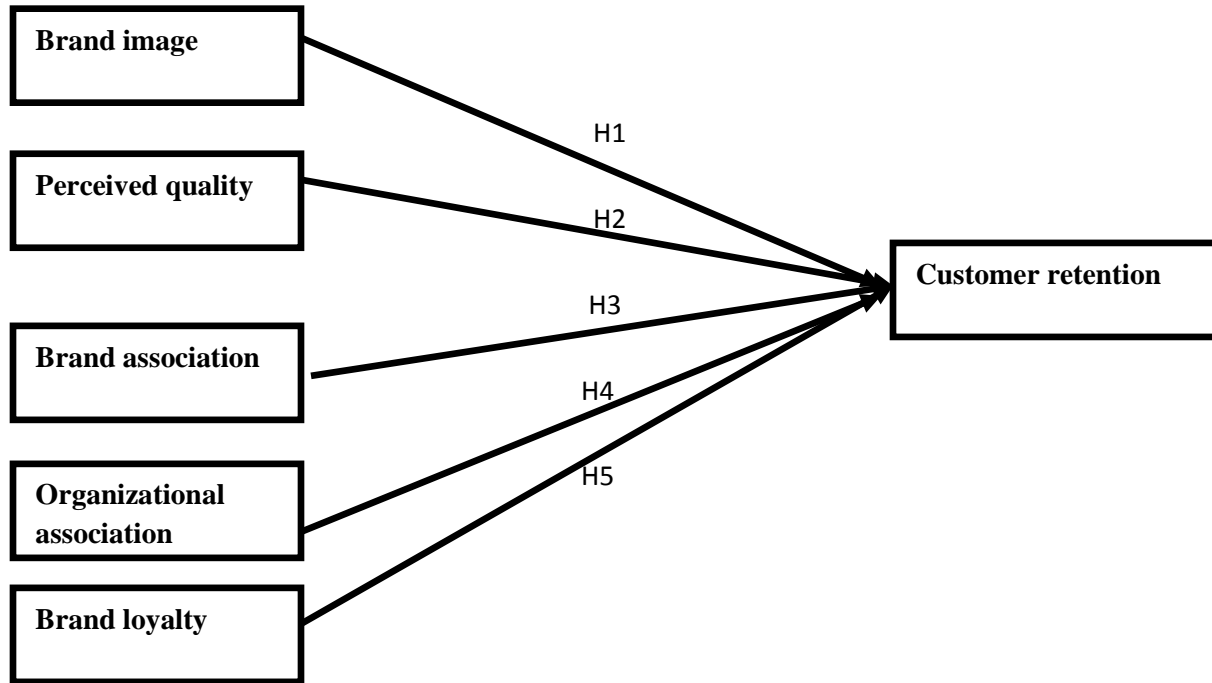 Brand image
H1
Perceived quality
H2
Customer retention
H3
Brand association
H4
H5
Organizational
association
Brand loyalty